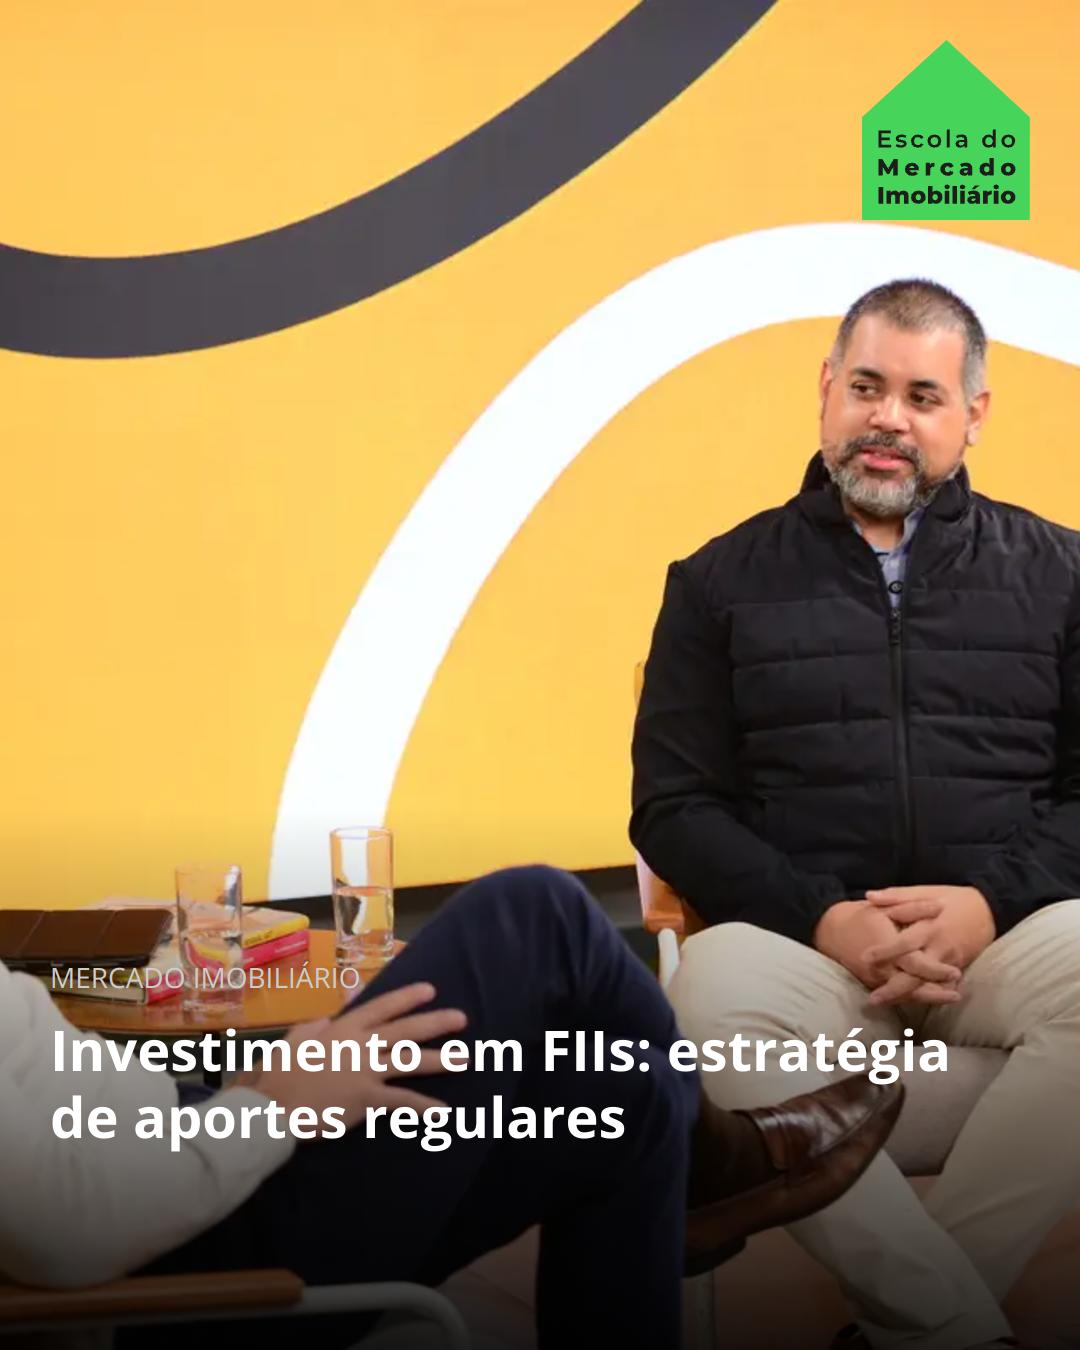 Escola do
Mercado
Imobiliário
MERCADO IMOBILIÁRIO
Investimento em FIIs: estratégia
de aportes regulares